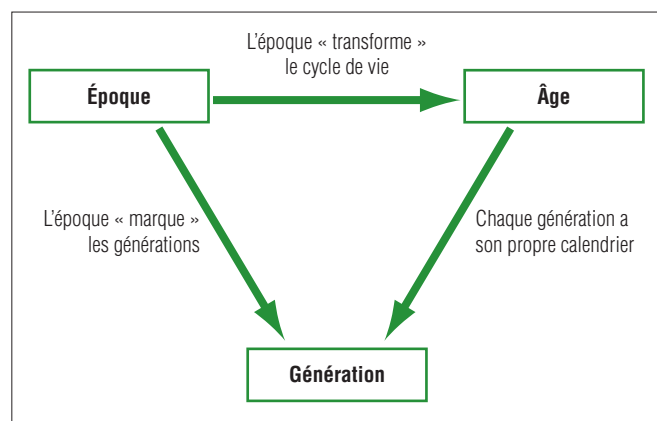 L'époque « transforme »
le cycle de vie
Époque
Âge
L'époque « marque »
les générations
Chaque génération a
son propre calendrier
Génération